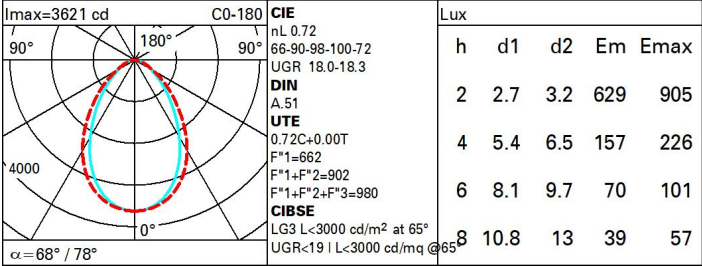 Imax=3621 cd C0-180
90° 180° 90°
4000
0°
α=68° / 78°
CIE
nL 0.72
66-90-98-100-72
UGR 18.0-18.3
DIN
A.51
UTE
0.72C+0.00T
F"1=662
F"1+F"2=902
F"1+F"2+F"3=980
CIBSE
LG3 L<3000 cd/m² at 65°
UGR<19 | L<3000 cd/mq @65°
Lux
h d1 d2 Em Emax
2 2.7 3.2 629 905
4 5.4 6.5 157 226
6 8.1 9.7 70 101
8 10.8 13 39 57